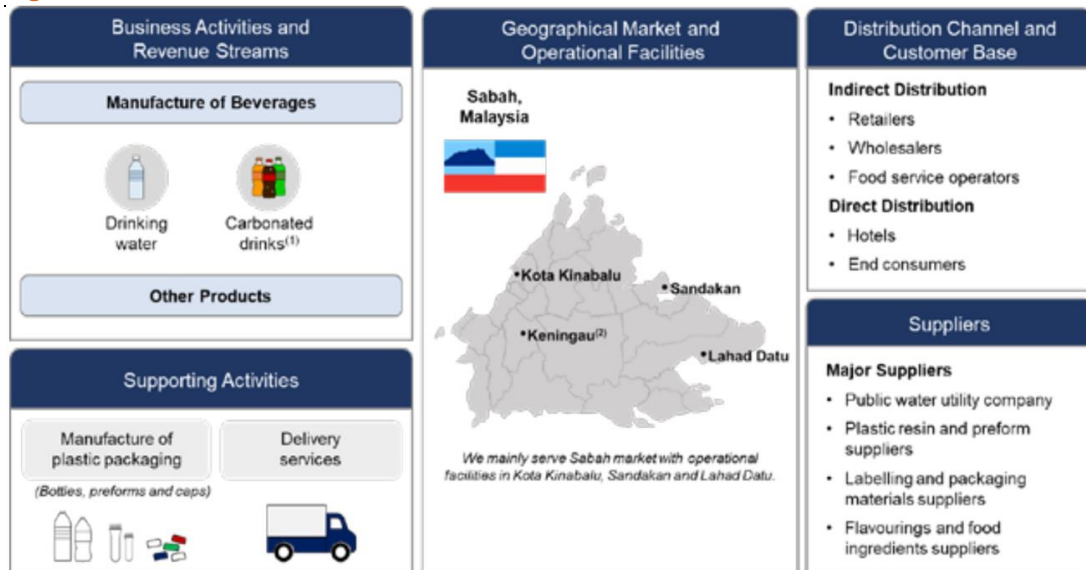 Business Activities and
Revenue Streams
Manufacture of Beverages
Drinking
water
Carbonated
drinks(1)
Other Products
Supporting Activities
Manufacture of
plastic packaging
(Bottles, preforms and caps)
Delivery
services
Geographical Market and
Operational Facilities
Sabah,
Malaysia
Kota Kinabalu
Sandakan
Keningau(2)
Lahad Datu
We mainly serve Sabah market with operational
facilities in Kota Kinabalu, Sandakan and Lahad Datu.
Distribution Channel and
Customer Base
Indirect Distribution
• Retailers
• Wholesalers
• Food service operators
Direct Distribution
• Hotels
• End consumers
Suppliers
Major Suppliers
• Public water utility company
• Plastic resin and preform
suppliers
• Labelling and packaging
materials suppliers
• Flavourings and food
ingredients suppliers